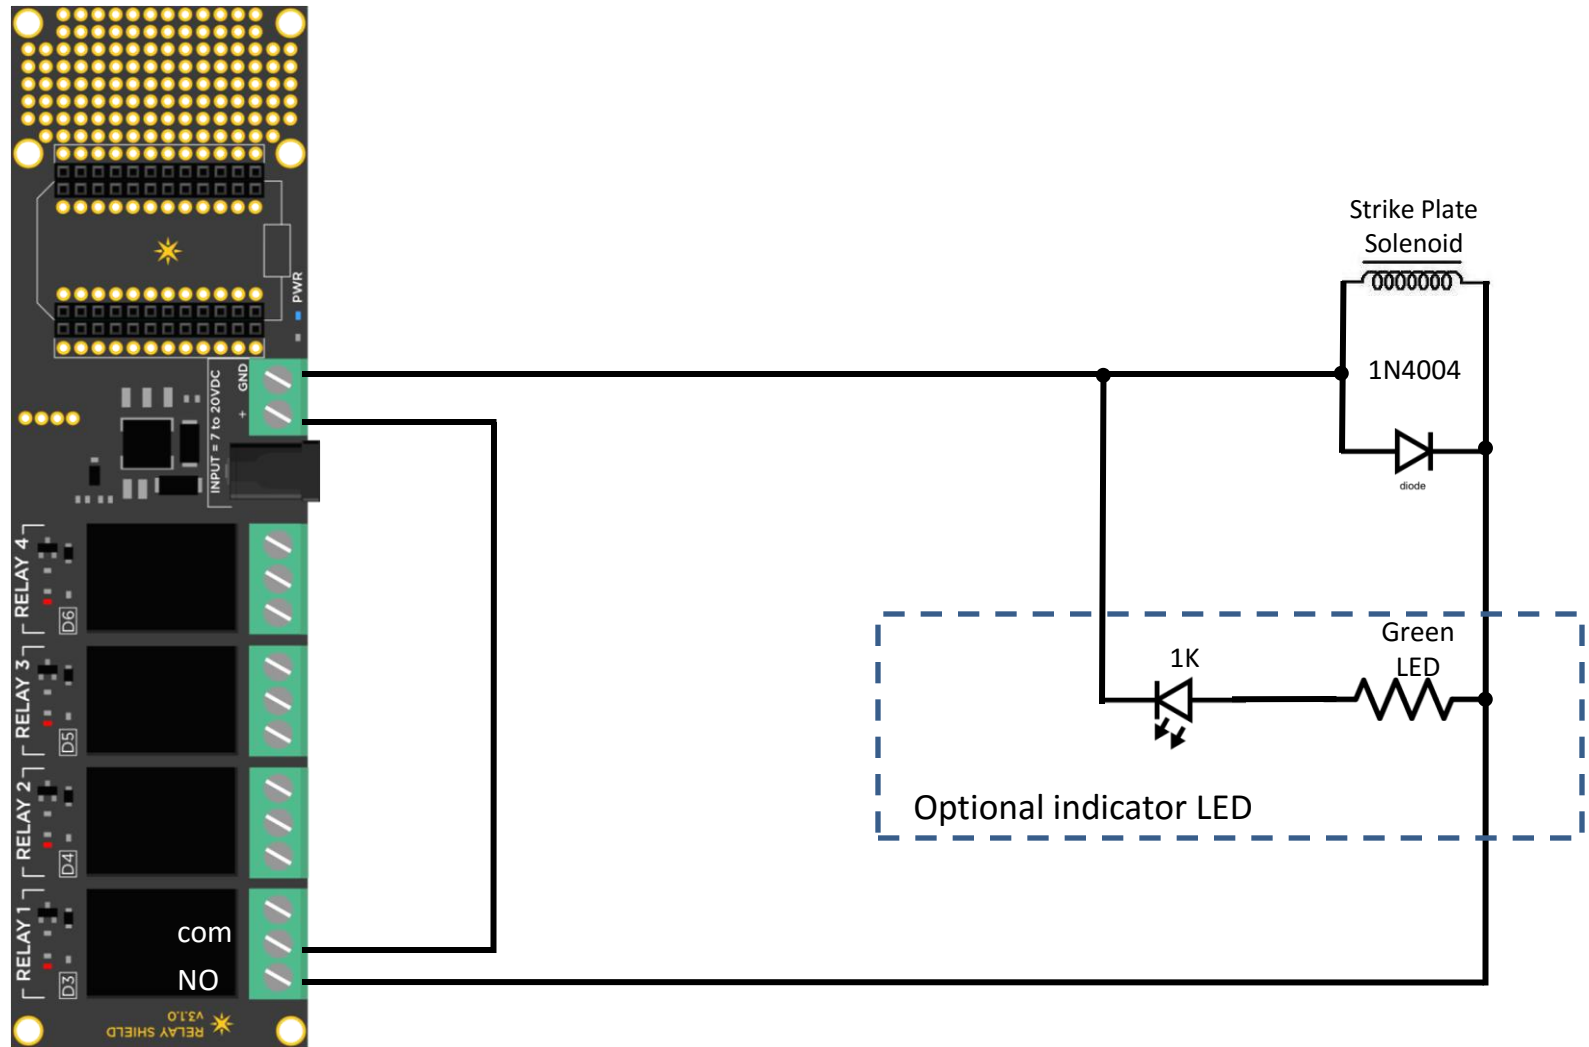 PWR
GND
+
INPUT = 7 to 20VDC
RELAY 4
D6
RELAY 3
D5
RELAY 2
D4
RELAY 1
D3
com
NO
RELAY SHIELD
v3.1.0
Strike Plate
Solenoid
1N4004
diode
Green
LED
1K
Optional indicator LED